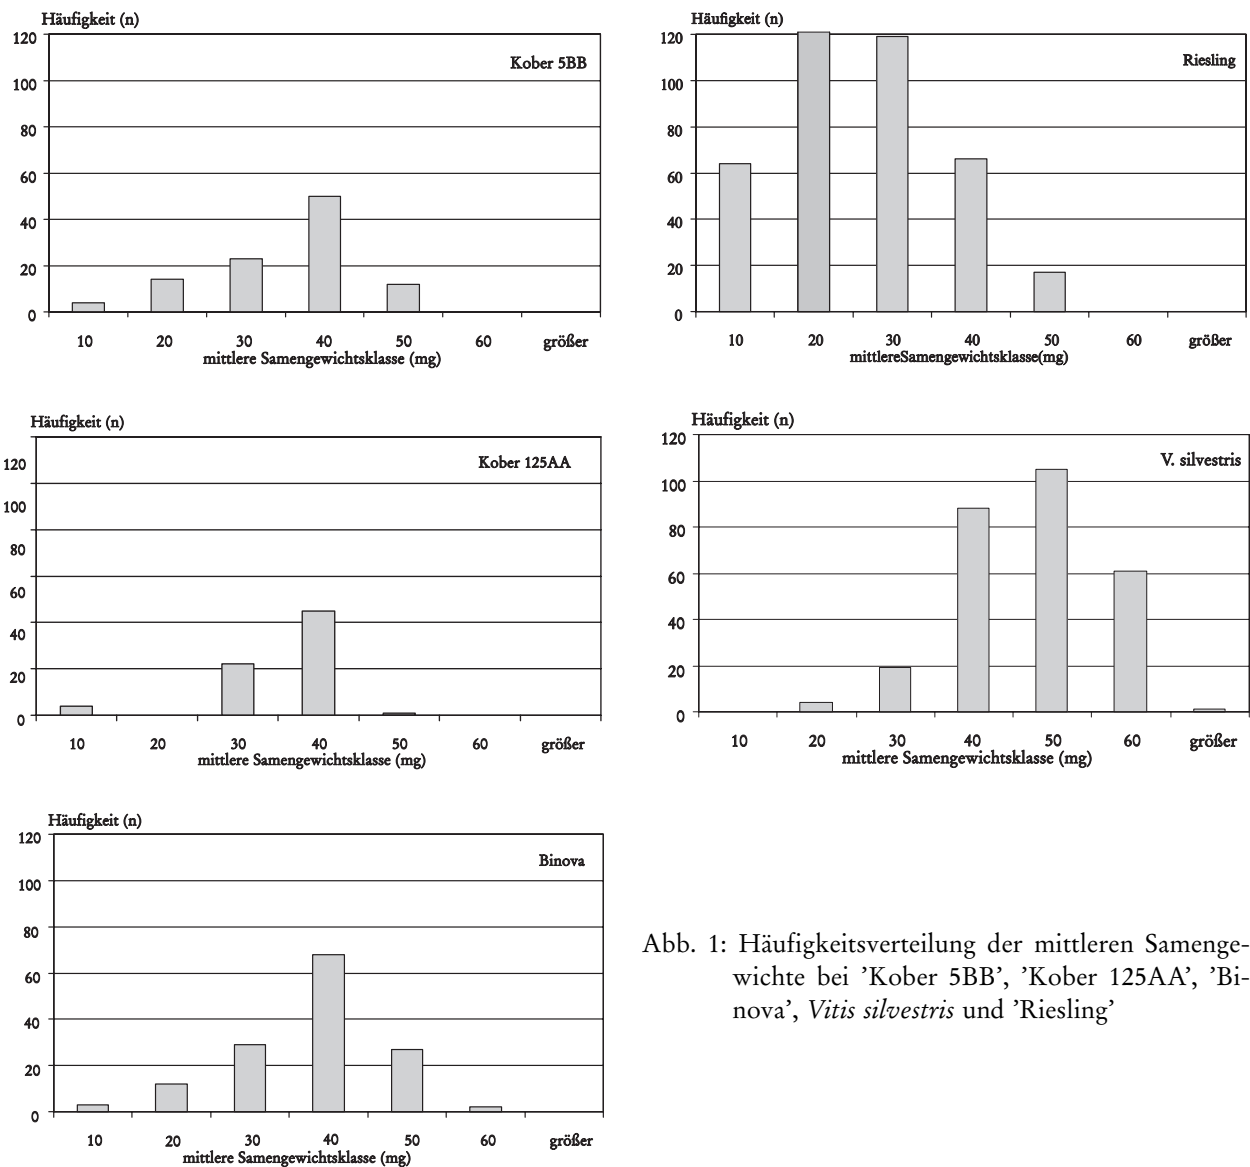 Häufigkeit (n)
120
Kober 5BB
100
80
60
40
20
0
10 20 30 40 50 60 größer
mittlere Samengewichtsklasse (mg)
Häufigkeit (n)
120
Riesling
100
80
60
40
20
0
10 20 30 40 50 60 größer
mittlereSamengewichtsklasse(mg)
Häufigkeit (n)
120
Kober 125AA
100
80
60
40
20
0
10 20 30 40 50 60 größer
mittlere Samengewichtsklasse (mg)
Häufigkeit (n)
120
V. silvestris
100
80
60
40
20
0
10 20 30 40 50 60 größer
mittlere Samengewichtsklasse (mg)
Häufigkeit (n)
120
Binova
100
80
60
40
20
0
10 20 30 40 50 60 größer
mittlere Samengewichtsklasse (mg)
Abb. 1: Häufigkeitsverteilung der mittleren Samenge-
wichte bei ’Kober 5BB’, ’Kober 125AA’, ’Bi-
nova’, Vitis silvestris und ’Riesling’